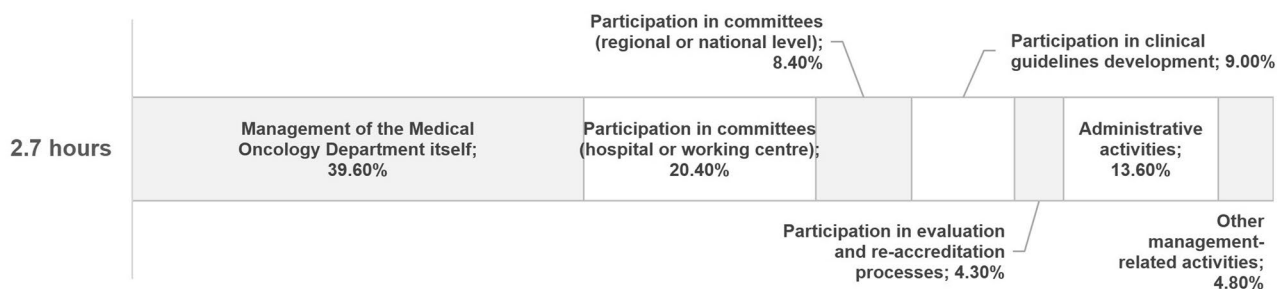 Participation in committees
(regional or national level);
8.40%
Participation in clinical
guidelines development; 9.00%
2.7 hours
Management of the Medical
Oncology Department itself;
39.60%
Participation in committees
(hospital or working centre);
20.40%
Administrative
activities;
13.60%
Participation in evaluation
and re-accreditation
processes; 4.30%
Other
management-
related activities;
4.80%